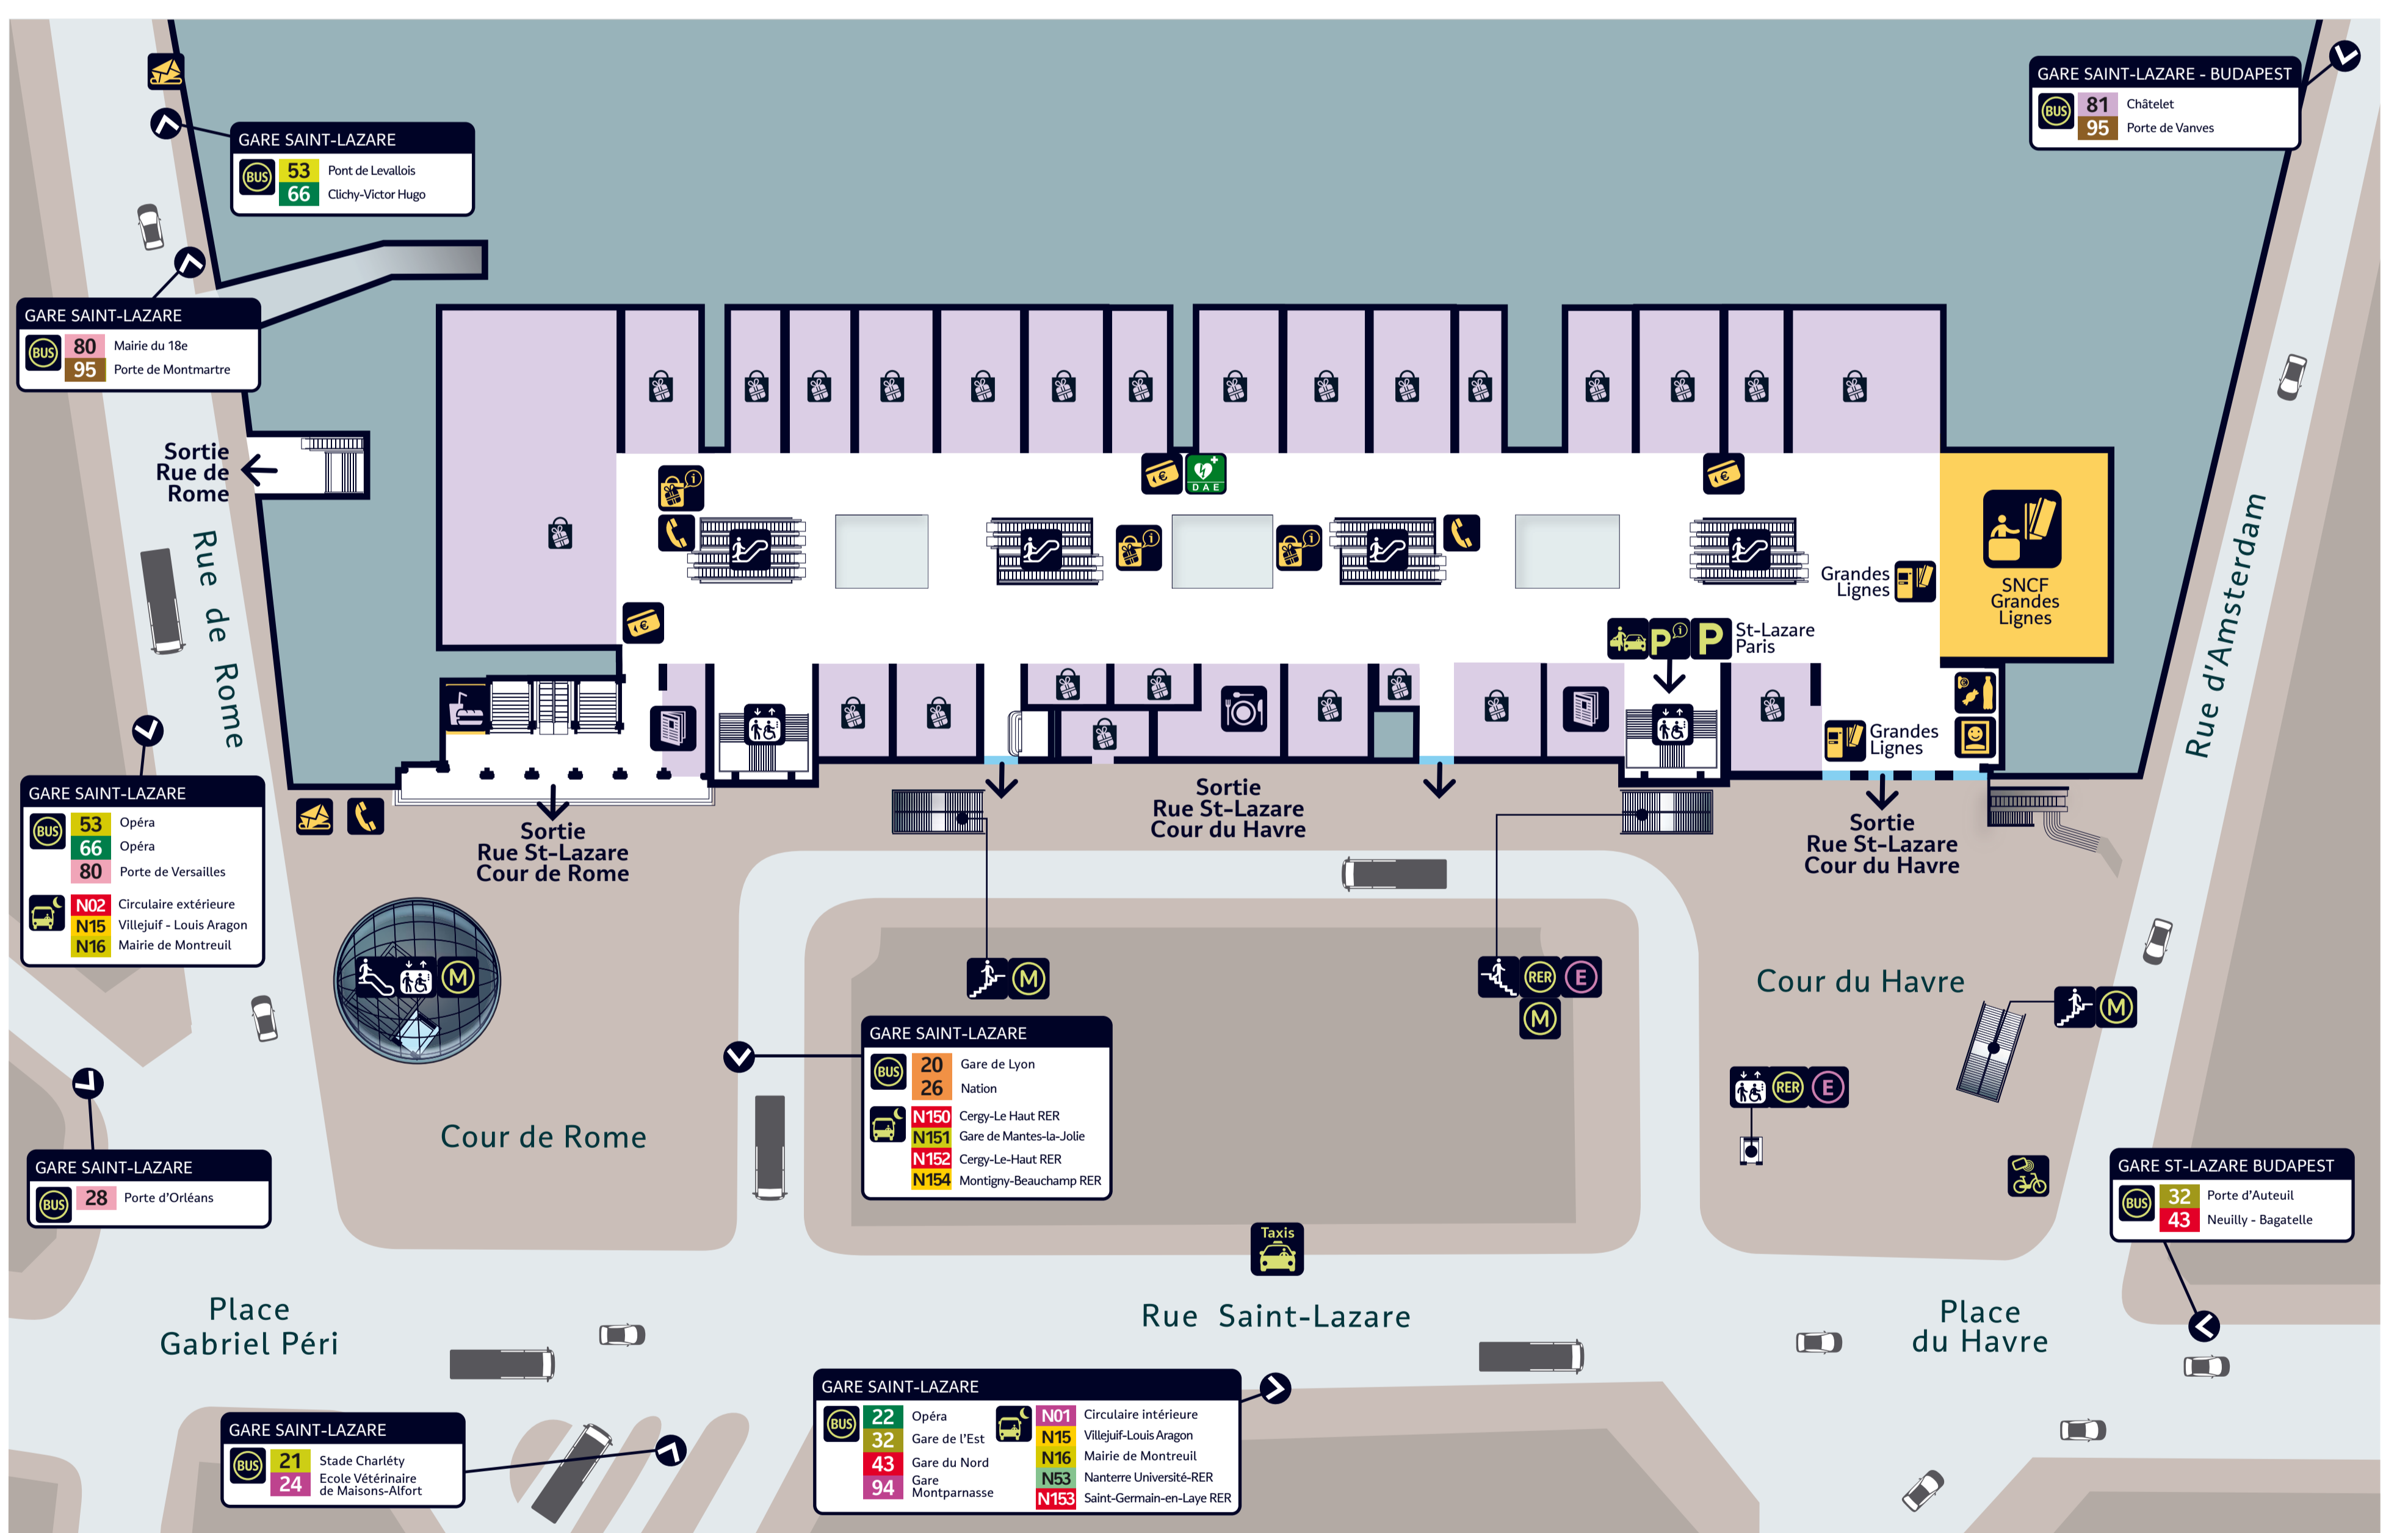 GARE SAINT-LAZARE - BUDAPEST
BUS
81 Châtelet
95 Porte de Vanves
GARE SAINT-LAZARE
BUS
53 Pont de Levallois
66 Clichy-Victor Hugo
GARE SAINT-LAZARE
BUS
80 Mairie du 18e
95 Porte de Montmartre
Sortie
Rue de
Rome
Rue de Rome
i
€
DAE
€
i
i
€
Grandes
Lignes
SNCF
Grandes
Lignes
P i
P
St-Lazare
Paris
Grandes
Lignes
Rue d'Amsterdam
GARE SAINT-LAZARE
BUS
53 Opéra
66 Opéra
80 Porte de Versailles
N02 Circulaire extérieure
N15 Villejuif - Louis Aragon
N16 Mairie de Montreuil
Sortie
Rue St-Lazare
Cour de Rome
Sortie
Rue St-Lazare
Cour du Havre
Sortie
Rue St-Lazare
Cour du Havre
M
M
RER E
M
Cour du Havre
M
RER E
GARE SAINT-LAZARE
BUS
20 Gare de Lyon
26 Nation
N150 Cergy-Le Haut RER
N151 Gare de Mantes-la-Jolie
N152 Cergy-Le-Haut RER
N154 Montigny-Beauchamp RER
Cour de Rome
GARE SAINT-LAZARE
BUS
28 Porte d'Orléans
GARE ST-LAZARE BUDAPEST
BUS
32 Porte d'Auteuil
43 Neuilly - Bagatelle
Taxis
Place
Gabriel Péri
Rue Saint-Lazare
Place
du Havre
GARE SAINT-LAZARE
BUS
21 Stade Charléty
24 Ecole Vétérinaire
de Maisons-Alfort
GARE SAINT-LAZARE
BUS
22 Opéra
32 Gare de l'Est
43 Gare du Nord
94 Gare
Montparnasse
N01 Circulaire intérieure
N15 Villejuif-Louis Aragon
N16 Mairie de Montreuil
N53 Nanterre Université-RER
N153 Saint-Germain-en-Laye RER